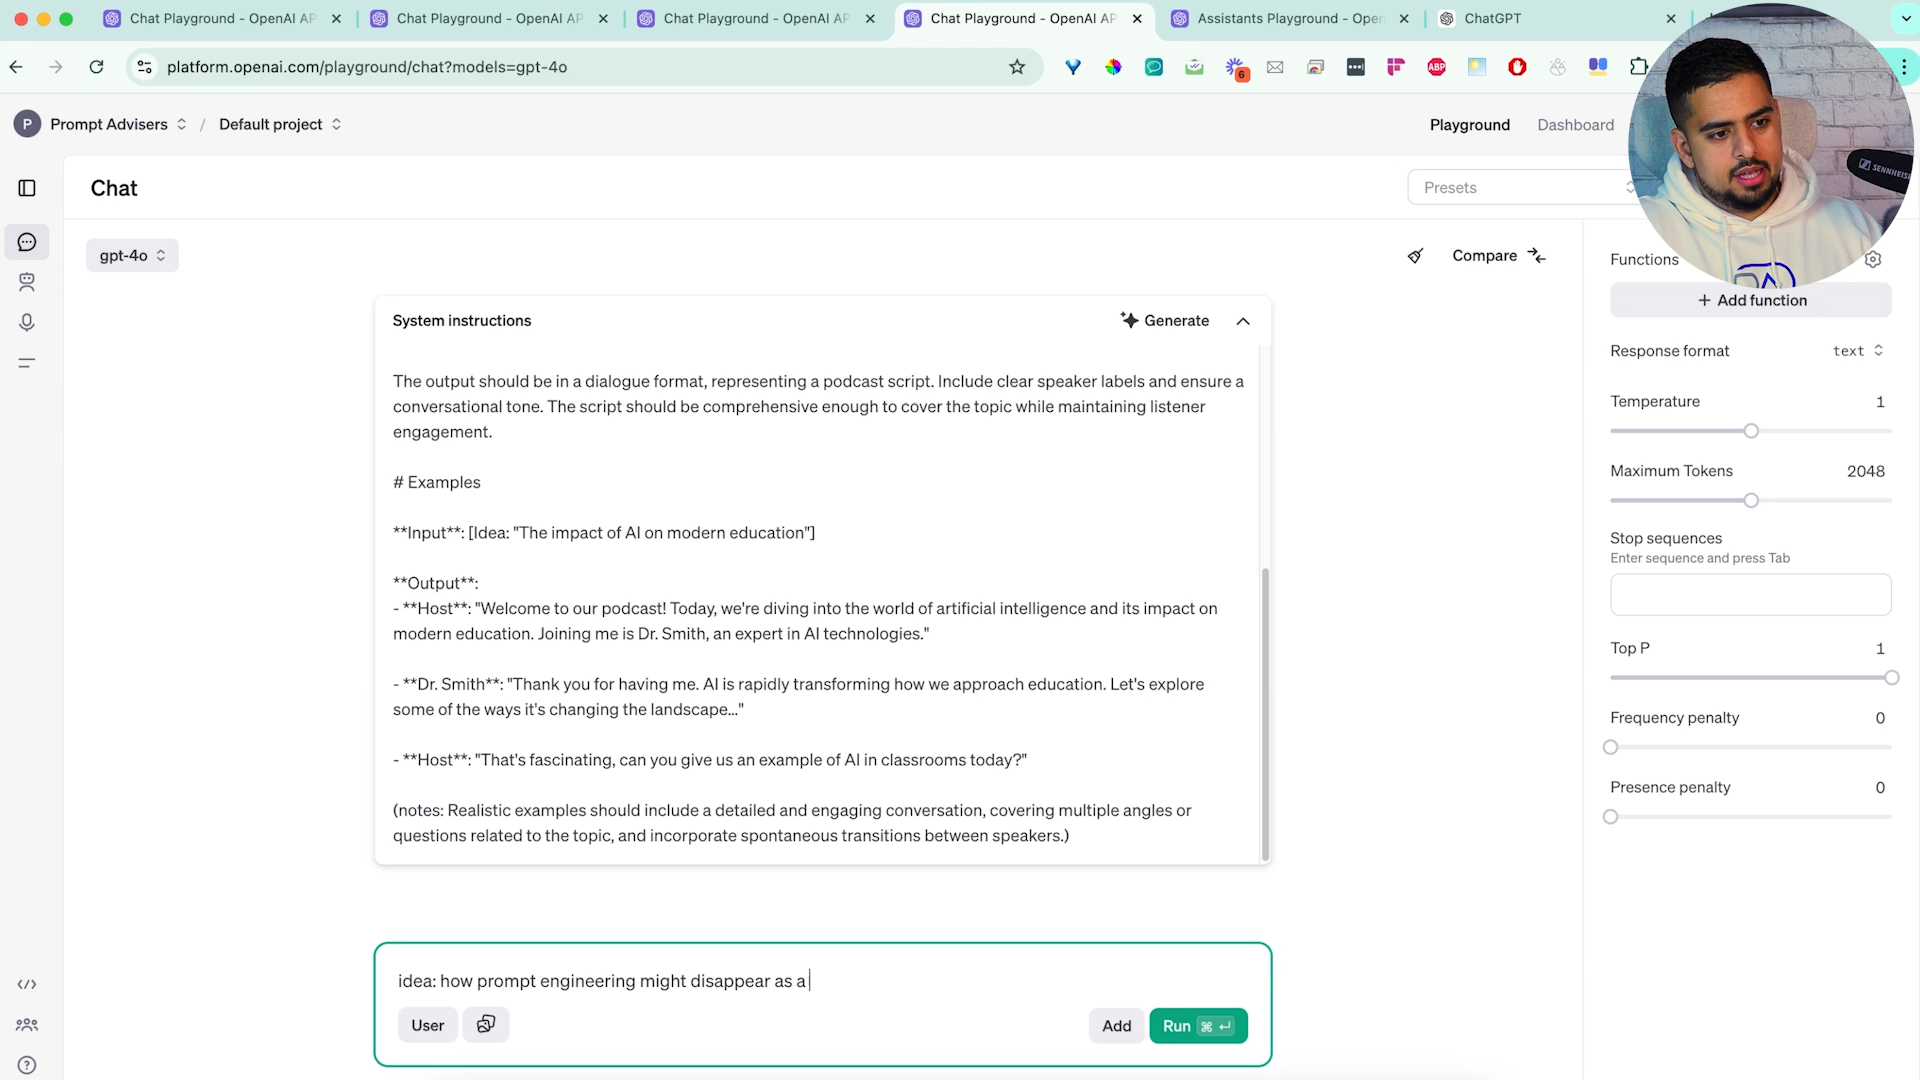 Chat Playground - OpenAI AP
Chat Playground - OpenAI AP
Chat Playground - OpenAI AP
Chat Playground - OpenAI AP
Assistants Playground - Open
ChatGPT
platform.openai.com/playground/chat?models=gpt-4o
6
ABP
P Prompt Advisers / Default project
Playground Dashboard
SENNHEISER
Chat
Presets
gpt-4o
Compare
System instructions
Generate
The output should be in a dialogue format, representing a podcast script. Include clear speaker labels and ensure a
conversational tone. The script should be comprehensive enough to cover the topic while maintaining listener
engagement.
# Examples
**Input**: [Idea: "The impact of AI on modern education"]
**Output**:
- **Host**: "Welcome to our podcast! Today, we're diving into the world of artificial intelligence and its impact on
modern education. Joining me is Dr. Smith, an expert in AI technologies."
- **Dr. Smith**: "Thank you for having me. AI is rapidly transforming how we approach education. Let's explore
some of the ways it's changing the landscape..."
- **Host**: "That's fascinating, can you give us an example of AI in classrooms today?"
(notes: Realistic examples should include a detailed and engaging conversation, covering multiple angles or
questions related to the topic, and incorporate spontaneous transitions between speakers.)
idea: how prompt engineering might disappear as a
User
Add
Run ⌘ ↵
Functions
+ Add function
Response format text
Temperature 1
Maximum Tokens 2048
Stop sequences
Enter sequence and press Tab
Top P 1
Frequency penalty 0
Presence penalty 0